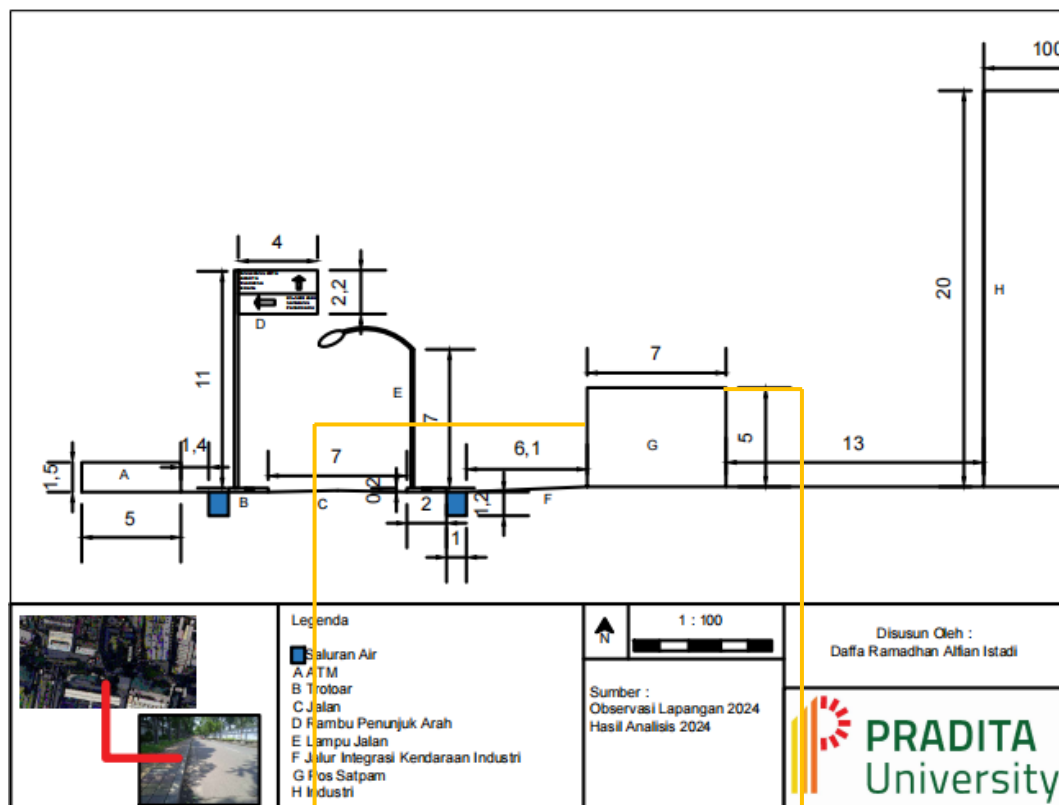 100
20
H
4
2,2
D
11
E
7
7
5
G
13
1,4
7
6,1
1,5
A
B
C
0,2
2
1,2
F
5
1
Legenda
Saluran Air
A ATM
B Trotoar
C Jalan
D Rambu Penunjuk Arah
E Lampu Jalan
F Jalur Integrasi Kendaraan Industri
G Pos Satpam
H Industri
N
1 : 100
Sumber :
Observasi Lapangan 2024
Hasil Analisis 2024
Disusun Oleh :
Daffa Ramadhan Alfian Istadi
PRADITA
University